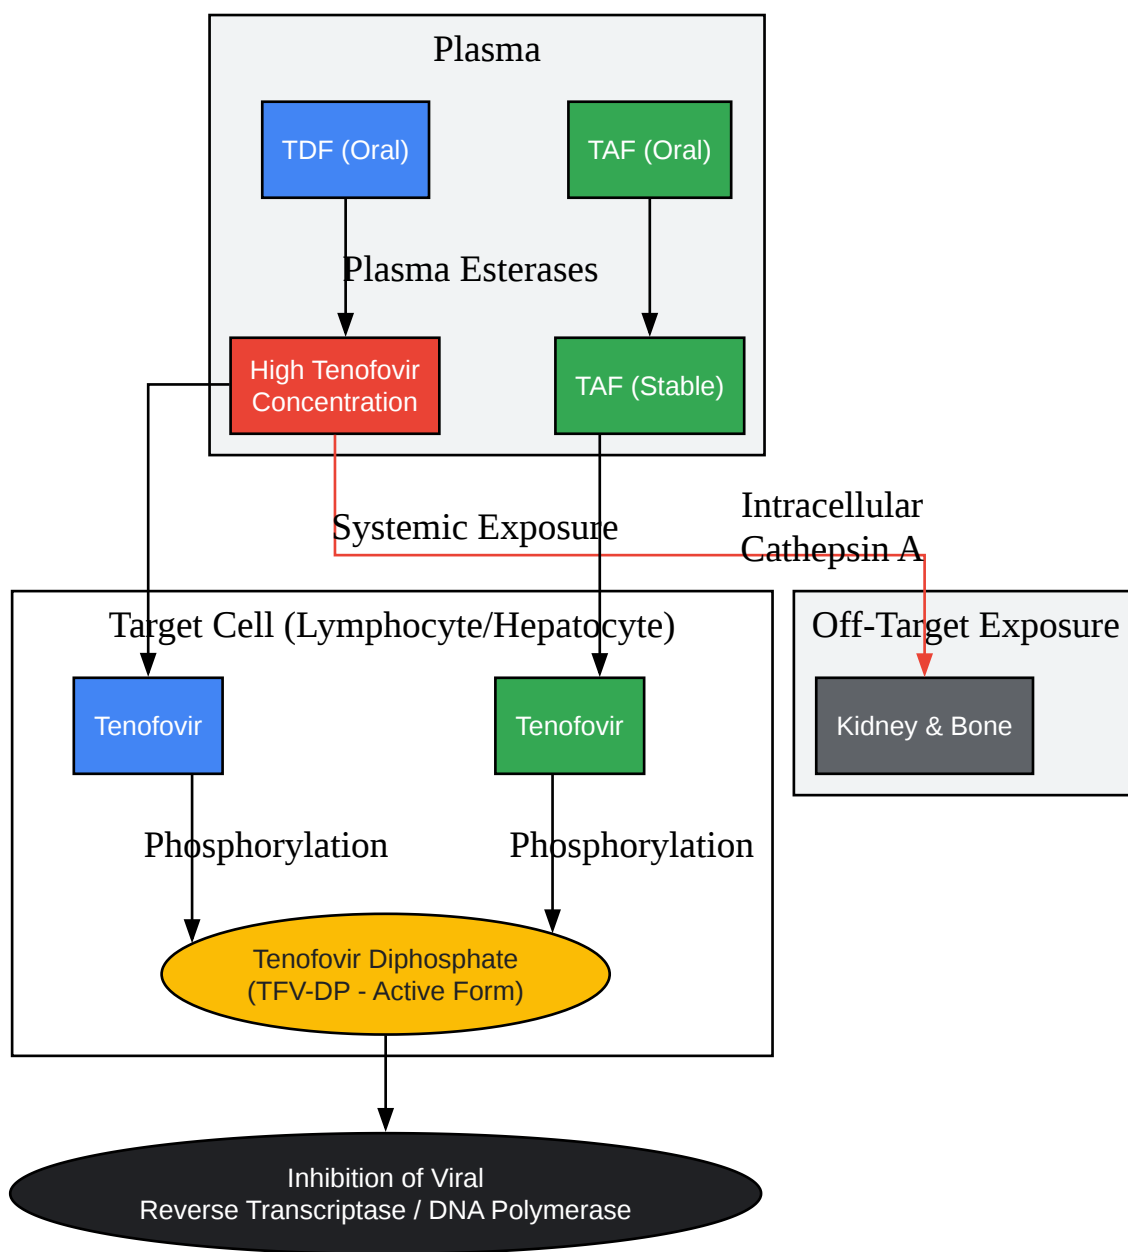 Plasma
TDF (Oral)
TAF (Oral)
Plasma Esterases
High Tenofovir
Concentration
TAF (Stable)
Systemic Exposure
Intracellular
Cathepsin A
Target Cell (Lymphocyte/Hepatocyte)
Off-Target Exposure
Tenofovir
Tenofovir
Kidney & Bone
Phosphorylation
Phosphorylation
Tenofovir Diphosphate
(TFV-DP - Active Form)
Inhibition of Viral
Reverse Transcriptase / DNA Polymerase